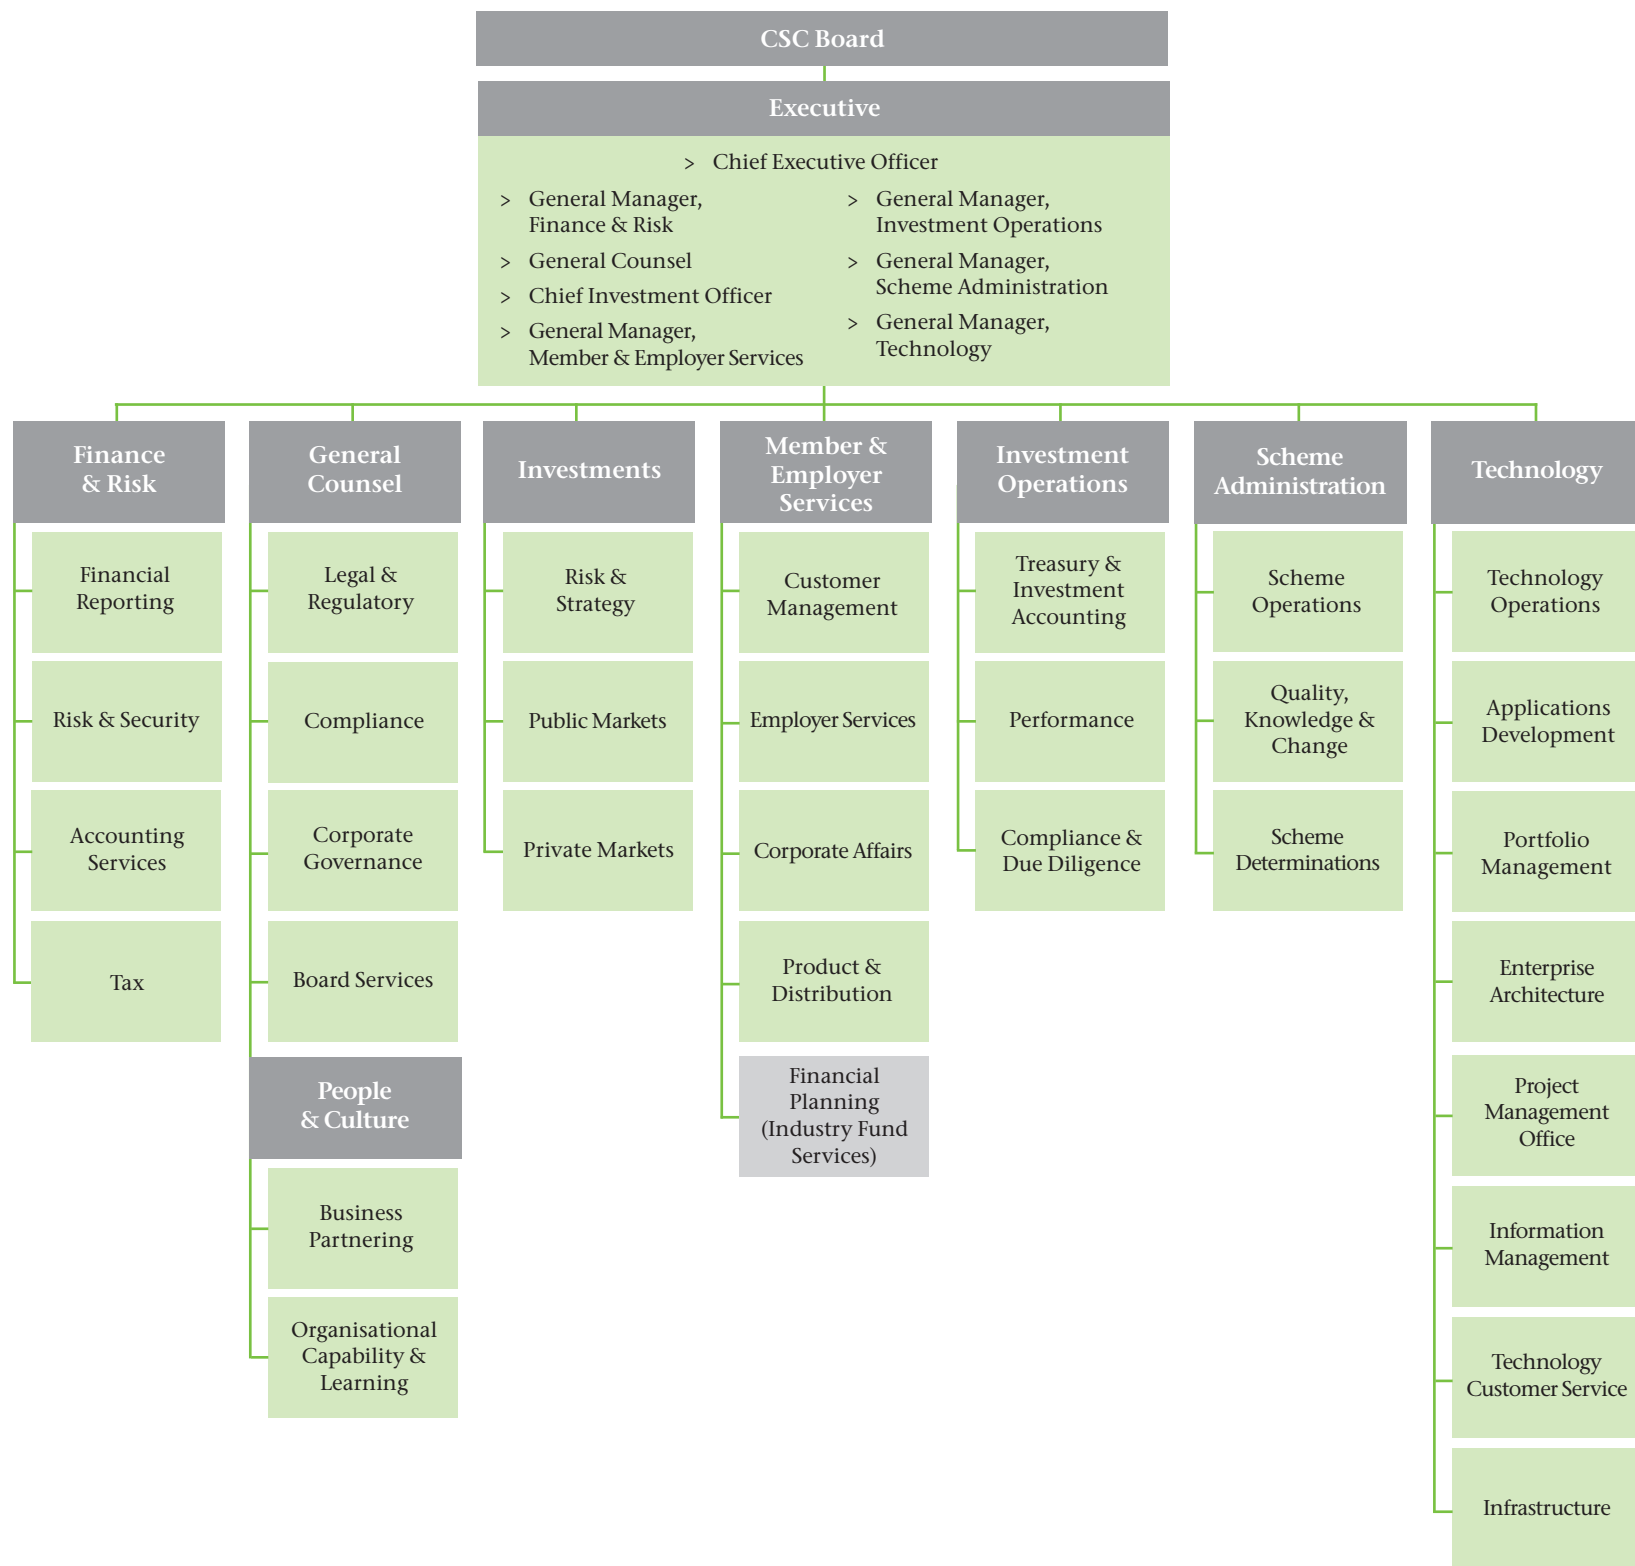 CSC Board
Executive
> Chief Executive Officer
> General Manager,
Finance & Risk
> General Counsel
> Chief Investment Officer
> General Manager,
Member & Employer Services
> General Manager,
Investment Operations
> General Manager,
Scheme Administration
> General Manager,
Technology
Finance
& Risk
Financial
Reporting
Risk & Security
Accounting
Services
Tax
General
Counsel
Legal &
Regulatory
Compliance
Corporate
Governance
Board Services
People
& Culture
Business
Partnering
Organisational
Capability &
Learning
Investments
Risk &
Strategy
Public Markets
Private Markets
Member &
Employer
Services
Customer
Management
Employer Services
Corporate Affairs
Product &
Distribution
Financial
Planning
(Industry Fund
Services)
Investment
Operations
Treasury &
Investment
Accounting
Performance
Compliance &
Due Diligence
Scheme
Administration
Scheme
Operations
Quality,
Knowledge &
Change
Scheme
Determinations
Technology
Technology
Operations
Applications
Development
Portfolio
Management
Enterprise
Architecture
Project
Management
Office
Information
Management
Technology
Customer Service
Infrastructure